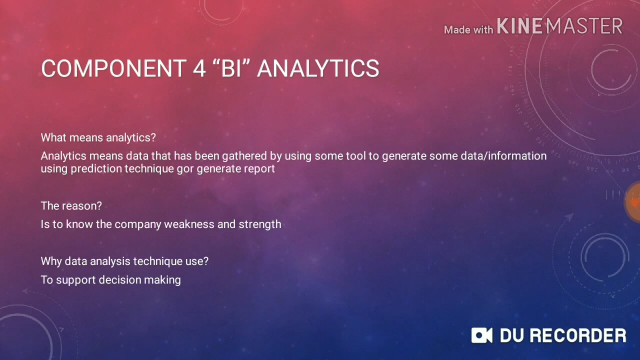 Made with KINEMASTER
COMPONENT 4 “BI” ANALYTICS
What means analytics?
Analytics means data that has been gathered by using some tool to generate some data/information
using prediction technique gor generate report
The reason?
Is to know the company weakness and strength
Why data analysis technique use?
To support decision making
DU RECORDER